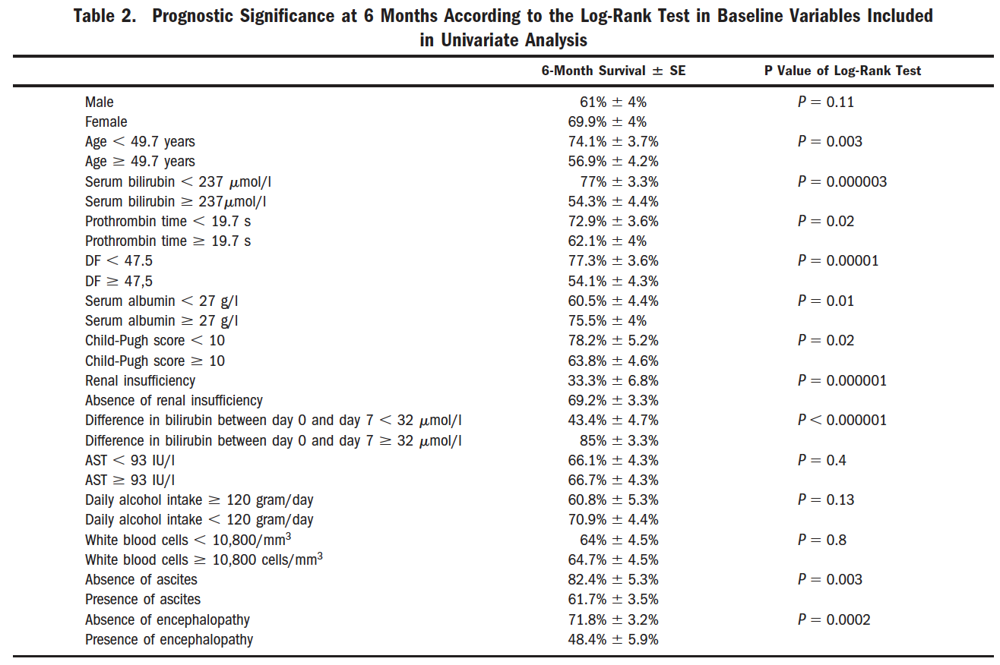 Table 2. Prognostic Significance at 6 Months According to the Log-Rank Test in Baseline Variables Included
in Univariate Analysis
6-Month Survival ± SE P Value of Log-Rank Test
Male 61% ± 4% P = 0.11
Female 69.9% ± 4%
Age < 49.7 years 74.1% ± 3.7% P = 0.003
Age ≥ 49.7 years 56.9% ± 4.2%
Serum bilirubin < 237 μmol/l 77% ± 3.3% P = 0.000003
Serum bilirubin ≥ 237μmol/l 54.3% ± 4.4%
Prothrombin time < 19.7 s 72.9% ± 3.6% P = 0.02
Prothrombin time ≥ 19.7 s 62.1% ± 4%
DF < 47.5 77.3% ± 3.6% P = 0.00001
DF ≥ 47,5 54.1% ± 4.3%
Serum albumin < 27 g/l 60.5% ± 4.4% P = 0.01
Serum albumin ≥ 27 g/l 75.5% ± 4%
Child-Pugh score < 10 78.2% ± 5.2% P = 0.02
Child-Pugh score ≥ 10 63.8% ± 4.6%
Renal insufficiency 33.3% ± 6.8% P = 0.000001
Absence of renal insufficiency 69.2% ± 3.3%
Difference in bilirubin between day 0 and day 7 < 32 μmol/l 43.4% ± 4.7% P < 0.000001
Difference in bilirubin between day 0 and day 7 ≥ 32 μmol/l 85% ± 3.3%
AST < 93 IU/l 66.1% ± 4.3% P = 0.4
AST ≥ 93 IU/l 66.7% ± 4.3%
Daily alcohol intake ≥ 120 gram/day 60.8% ± 5.3% P = 0.13
Daily alcohol intake < 120 gram/day 70.9% ± 4.4%
White blood cells < 10,800/mm³ 64% ± 4.5% P = 0.8
White blood cells ≥ 10,800 cells/mm³ 64.7% ± 4.5%
Absence of ascites 82.4% ± 5.3% P = 0.003
Presence of ascites 61.7% ± 3.5%
Absence of encephalopathy 71.8% ± 3.2% P = 0.0002
Presence of encephalopathy 48.4% ± 5.9%